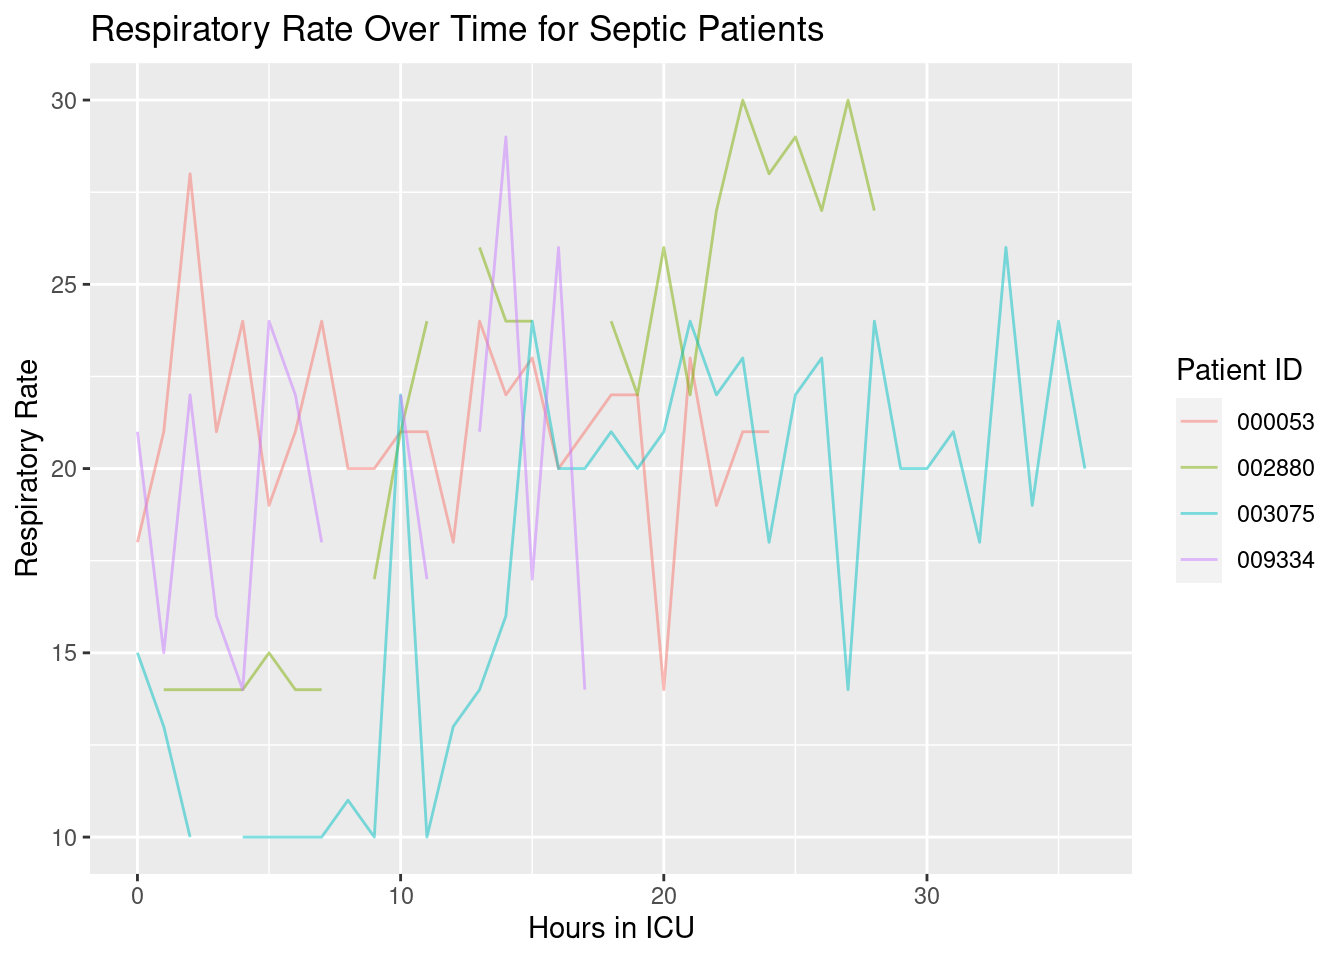 Respiratory Rate Over Time for Septic Patients
30
25
20
15
10
Respiratory Rate
0 10 20 30
Hours in ICU
Patient ID
000053
002880
003075
009334